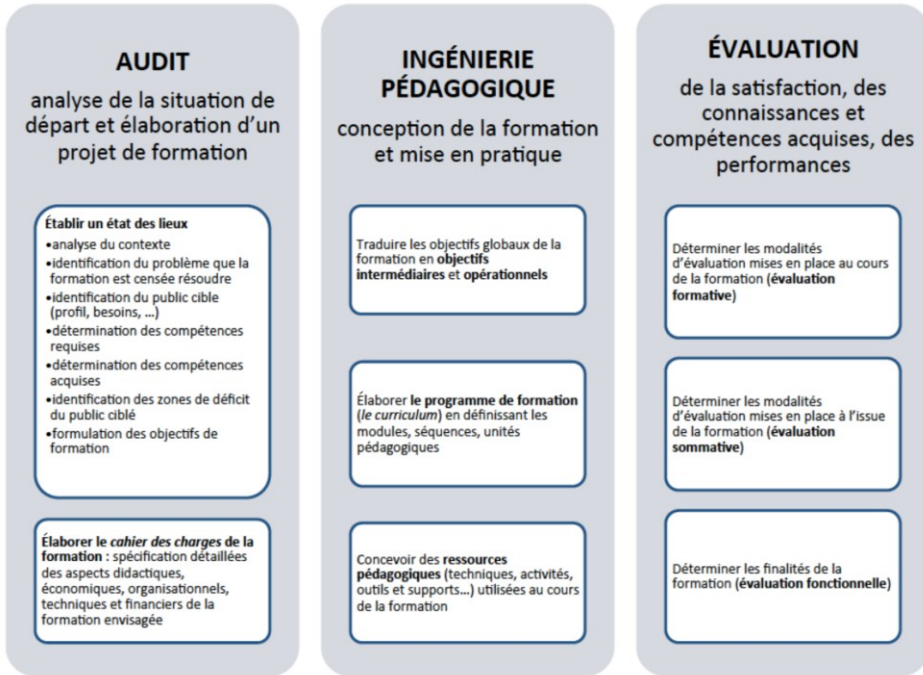 AUDIT
analyse de la situation de
départ et élaboration d'un
projet de formation
Établir un état des lieux
•analyse du contexte
•identification du problème que la
formation est censée résoudre
•identification du public cible
(profil, besoins, ...)
•détermination des compétences
requises
•détermination des compétences
acquises
•identification des zones de déficit
du public ciblé
•formulation des objectifs de
formation
Élaborer le cahier des charges de la
formation : spécification détaillées
des aspects didactiques,
économiques, organisationnels,
techniques et financiers de la
formation envisagée
INGÉNIERIE
PÉDAGOGIQUE
conception de la formation
et mise en pratique
Traduire les objectifs globaux de la
formation en objectifs
intermédiaires et opérationnels
Élaborer le programme de formation
(le curriculum) en définissant les
modules, séquences, unités
pédagogiques
Concevoir des ressources
pédagogiques (techniques, activités,
outils et supports...) utilisées au cours
de la formation
ÉVALUATION
de la satisfaction, des
connaissances et
compétences acquises, des
performances
Déterminer les modalités
d'évaluation mises en place au cours
de la formation (évaluation
formative)
Déterminer les modalités
d'évaluation mises en place à l'issue
de la formation (évaluation
sommative)
Déterminer les finalités de la
formation (évaluation fonctionnelle)